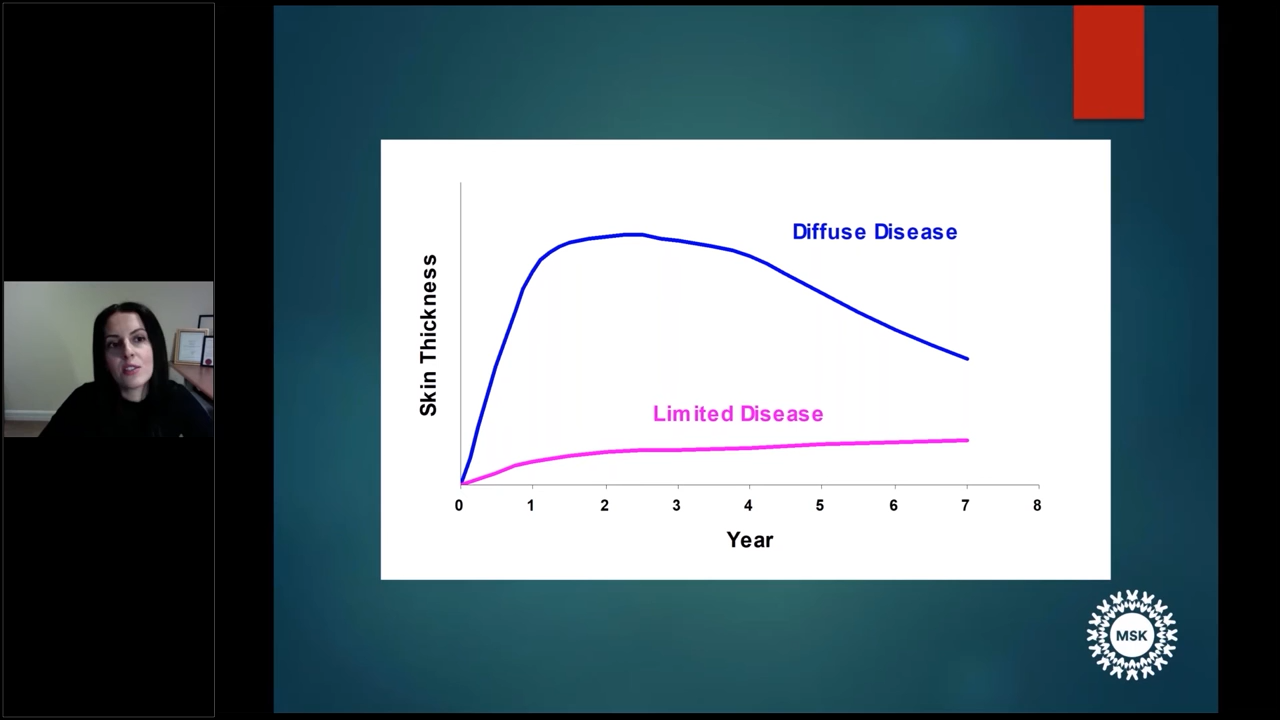 Diffuse Disease
Skin Thickness
Limited Disease
0 1 2 3 4 5 6 7 8
Year
MSK